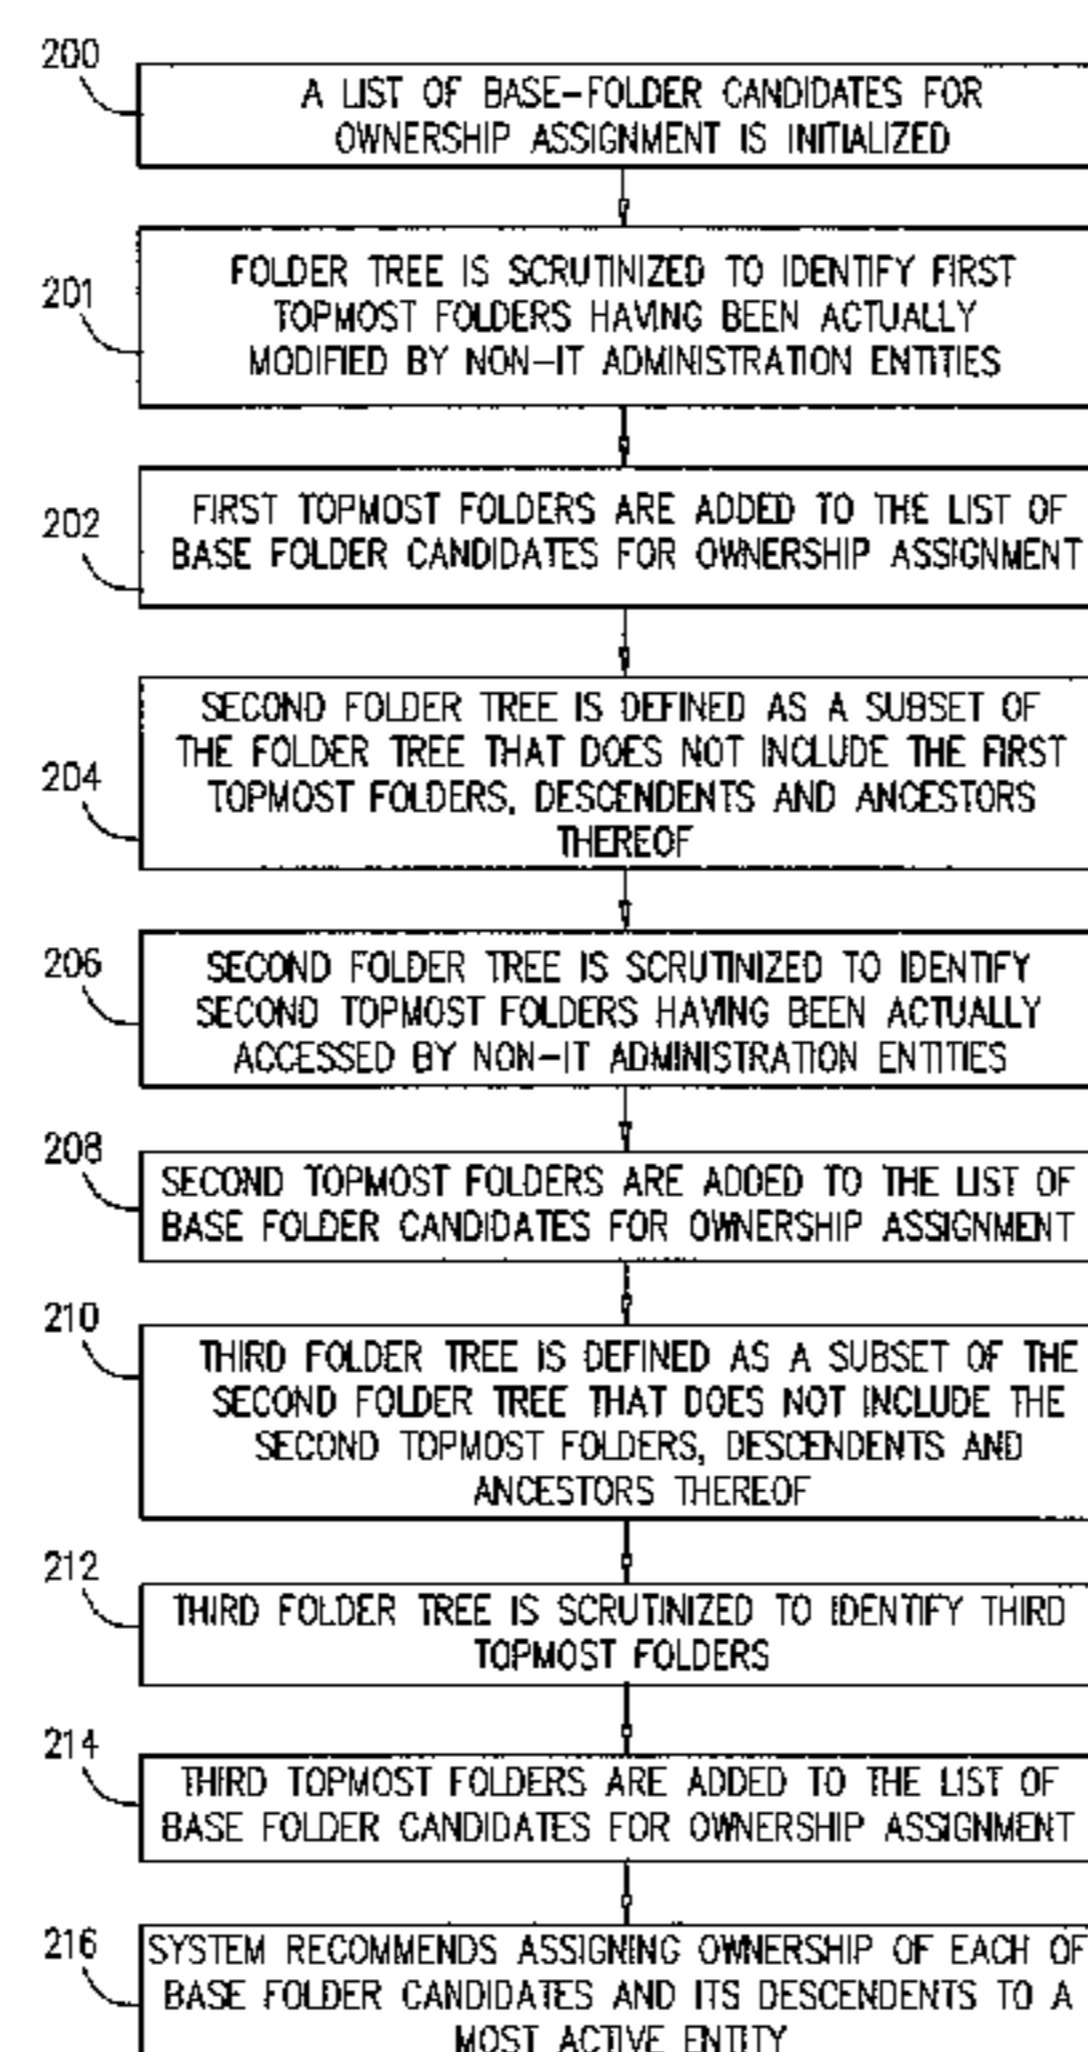 200
A LIST OF BASE-FOLDER CANDIDATES FOR
OWNERSHIP ASSIGNMENT IS INITIALIZED
201
FOLDER TREE IS SCRUTINIZED TO IDENTIFY FIRST
TOPMOST FOLDERS HAVING BEEN ACTUALLY
MODIFIED BY NON-IT ADMINISTRATION ENTITIES
202
FIRST TOPMOST FOLDERS ARE ADDED TO THE LIST OF
BASE FOLDER CANDIDATES FOR OWNERSHIP ASSIGNMENT
204
SECOND FOLDER TREE IS DEFINED AS A SUBSET OF
THE FOLDER TREE THAT DOES NOT INCLUDE THE FIRST
TOPMOST FOLDERS, DESCENDENTS AND ANCESTORS
THEREOF
206
SECOND FOLDER TREE IS SCRUTINIZED TO IDENTIFY
SECOND TOPMOST FOLDERS HAVING BEEN ACTUALLY
ACCESSED BY NON-IT ADMINISTRATION ENTITIES
208
SECOND TOPMOST FOLDERS ARE ADDED TO THE LIST OF
BASE FOLDER CANDIDATES FOR OWNERSHIP ASSIGNMENT
210
THIRD FOLDER TREE IS DEFINED AS A SUBSET OF THE
SECOND FOLDER TREE THAT DOES NOT INCLUDE THE
SECOND TOPMOST FOLDERS, DESCENDENTS AND
ANCESTORS THEREOF
212
THIRD FOLDER TREE IS SCRUTINIZED TO IDENTIFY THIRD
TOPMOST FOLDERS
214
THIRD TOPMOST FOLDERS ARE ADDED TO THE LIST OF
BASE FOLDER CANDIDATES FOR OWNERSHIP ASSIGNMENT
216
SYSTEM RECOMMENDS ASSIGNING OWNERSHIP OF EACH OF
BASE FOLDER CANDIDATES AND ITS DESCENDENTS TO A
MOST ACTIVE ENTITY